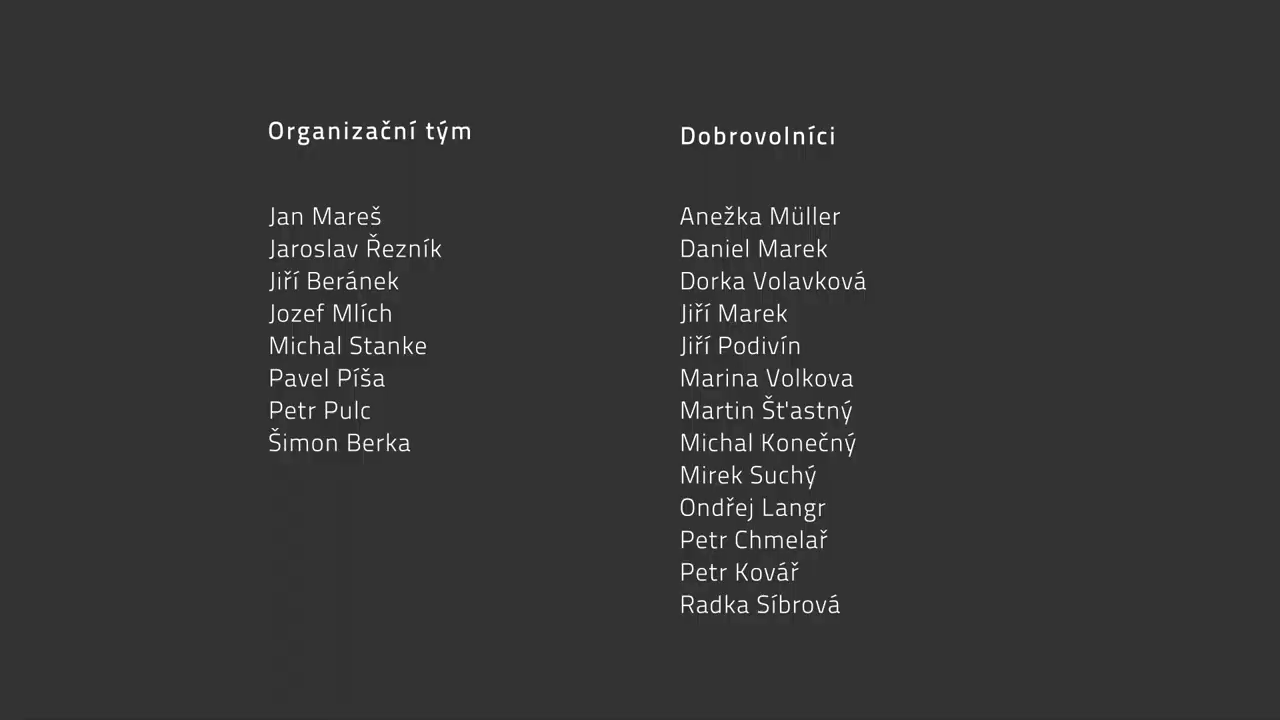 Organizační tým
Jan Mareš
Jaroslav Řezník
Jiří Beránek
Jozef Mlích
Michal Stanke
Pavel Píša
Petr Pulc
Šimon Berka
Dobrovolníci
Anežka Müller
Daniel Marek
Dorka Volavková
Jiří Marek
Jiří Podivín
Marina Volkova
Martin Št'astný
Michal Konečný
Mirek Suchý
Ondřej Langr
Petr Chmelař
Petr Kovář
Radka Síbrová